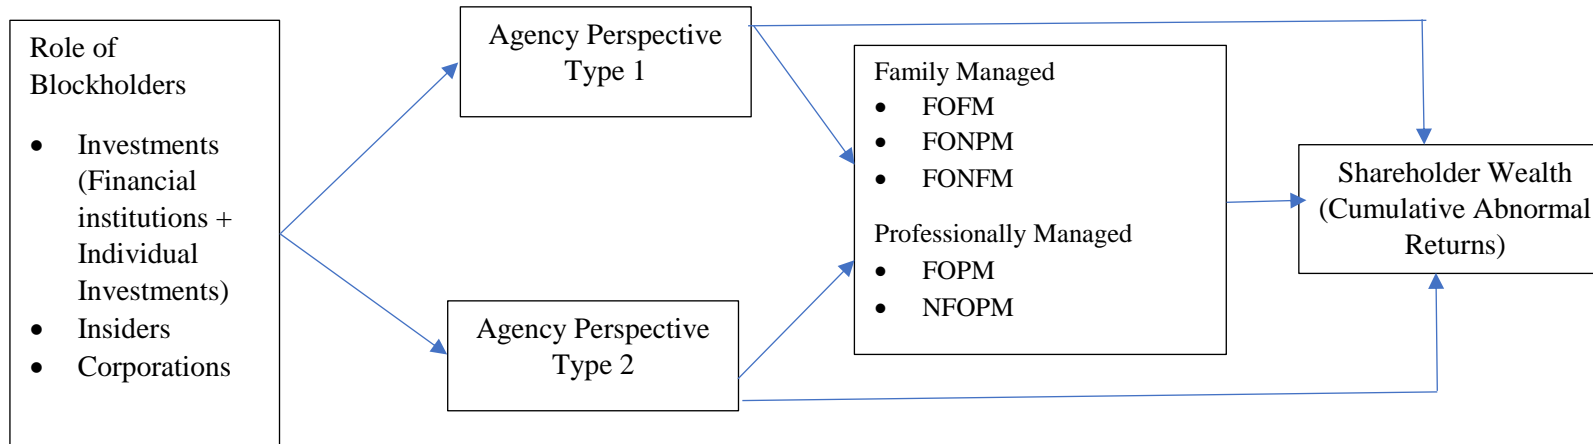 Role of
Blockholders
• Investments
(Financial
institutions +
Individual
Investments)
• Insiders
• Corporations
Agency Perspective
Type 1
Agency Perspective
Type 2
Family Managed
• FOFM
• FONPM
• FONFM
Professionally Managed
• FOPM
• NFOPM
Shareholder Wealth
(Cumulative Abnormal
Returns)